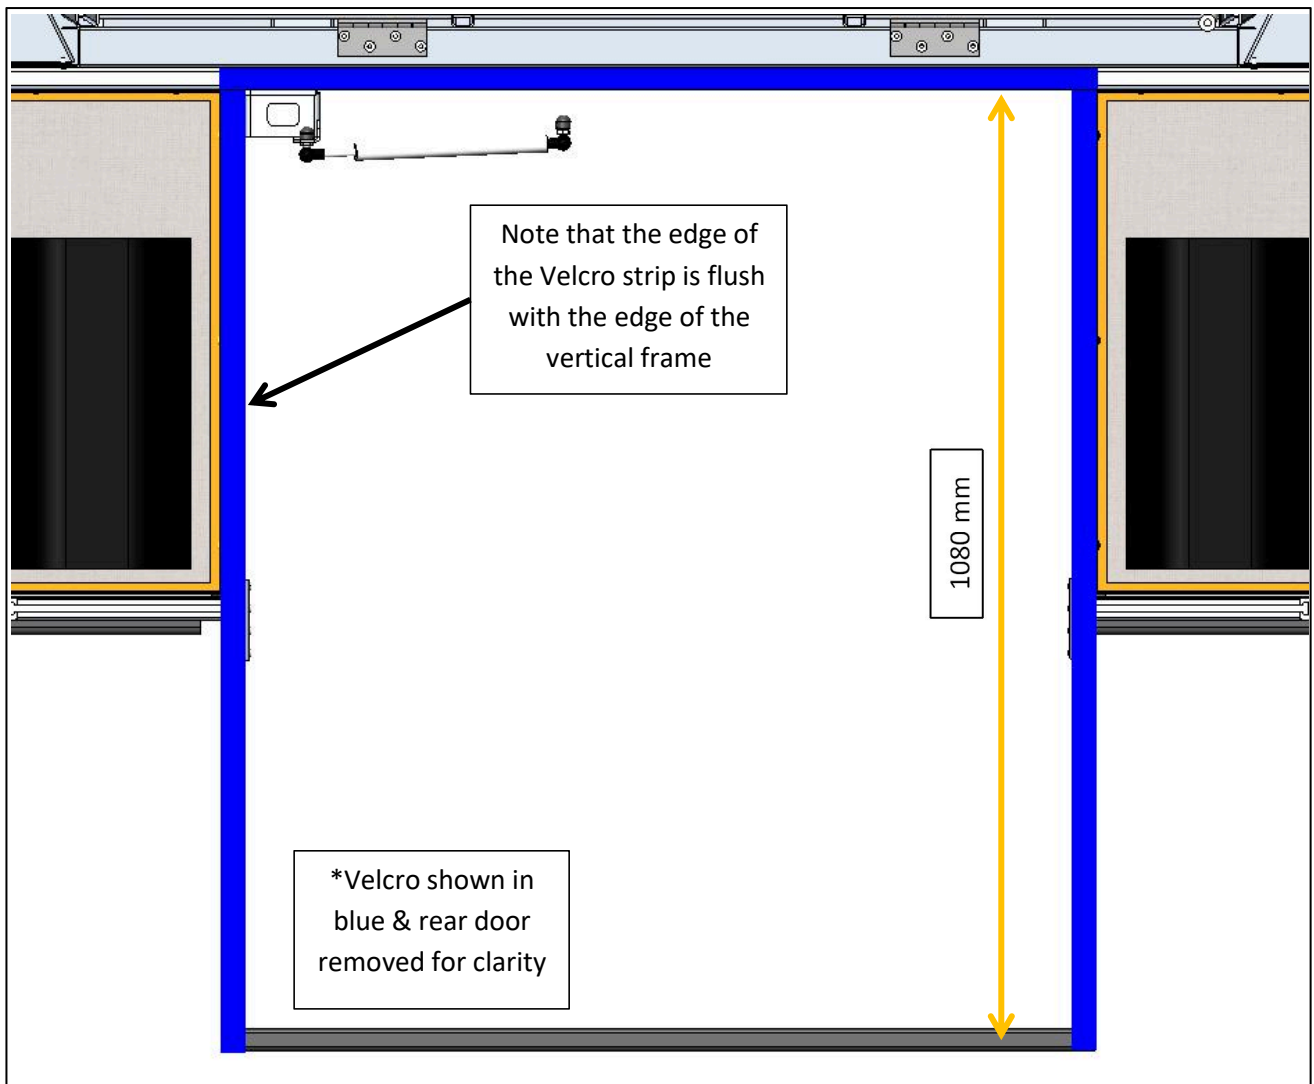 Note that the edge of
the Velcro strip is flush
with the edge of the
vertical frame
1080 mm
*Velcro shown in
blue & rear door
removed for clarity